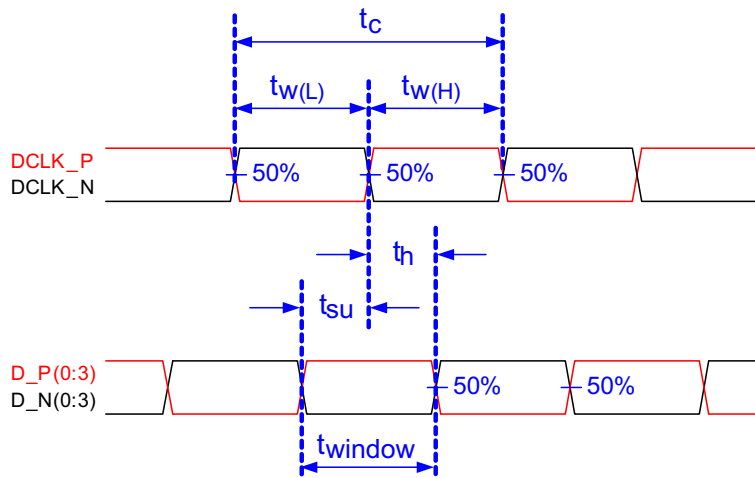 tc
tw(L) tw(H)
DCLK_P
DCLK_N
50% 50% 50%
th
tsu
D_P(0:3)
D_N(0:3)
50% 50%
twindow